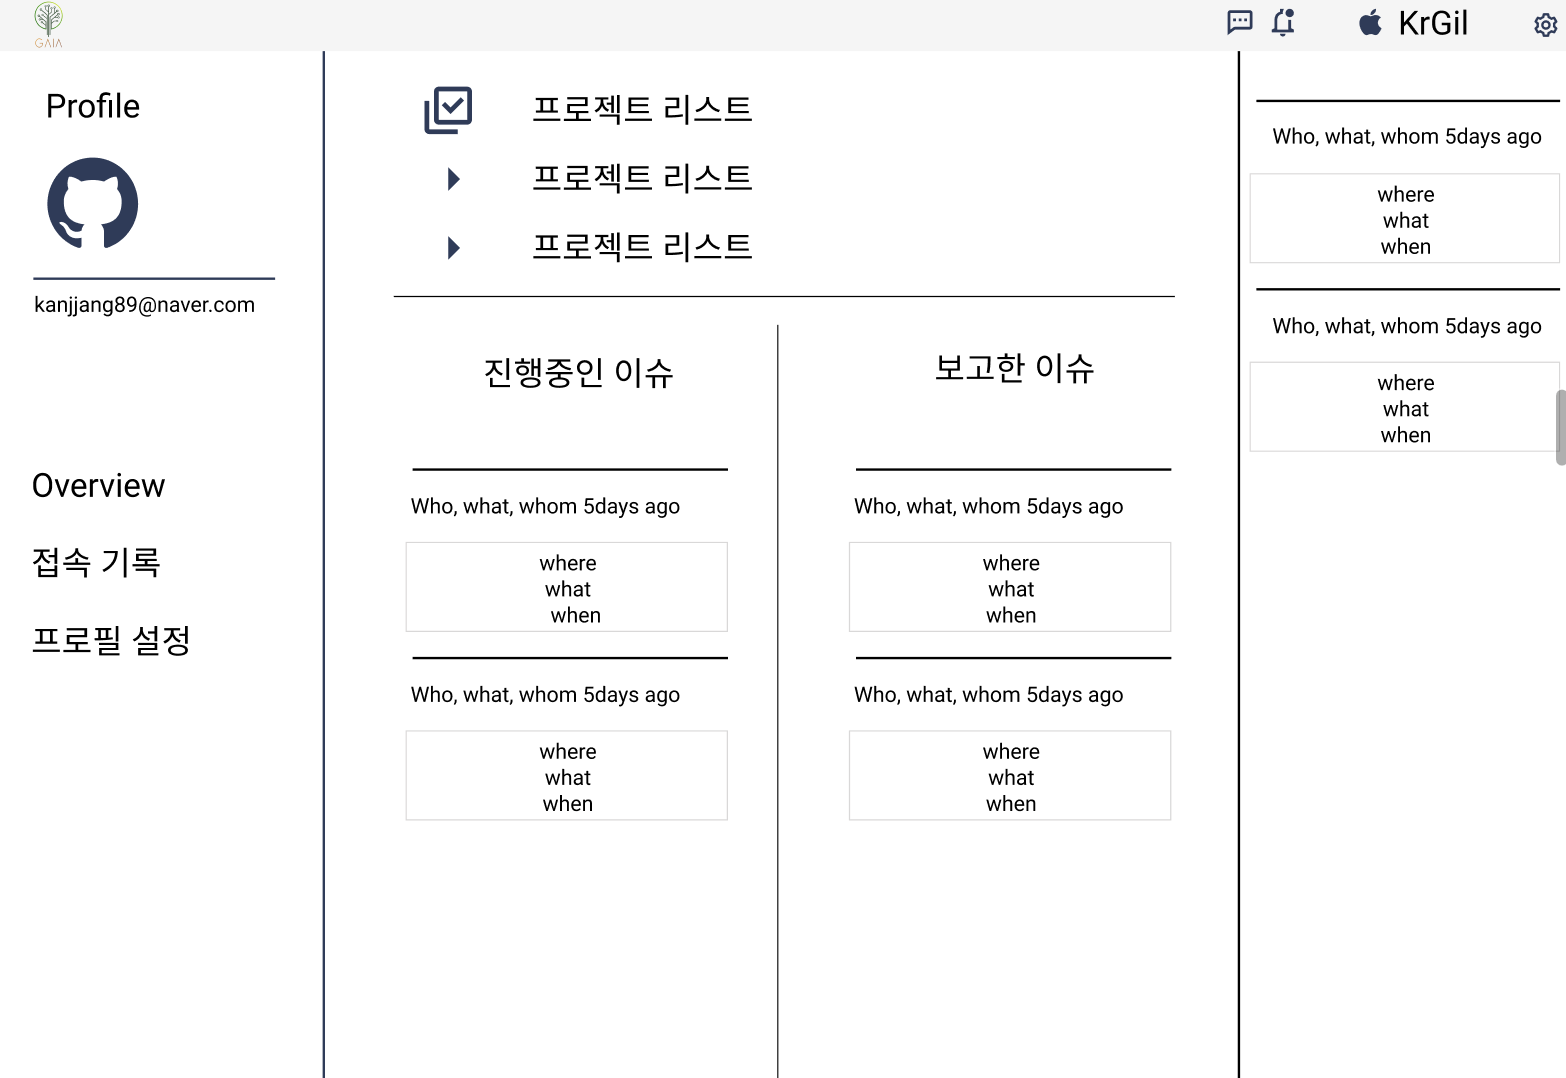 GAIA
KrGil
Profile
kanjjang89@naver.com
Overview
접속 기록
프로필 설정
프로젝트 리스트
프로젝트 리스트
프로젝트 리스트
진행중인 이슈
Who, what, whom 5days ago
where
what
when
Who, what, whom 5days ago
where
what
when
보고한 이슈
Who, what, whom 5days ago
where
what
when
Who, what, whom 5days ago
where
what
when
Who, what, whom 5days ago
where
what
when
Who, what, whom 5days ago
where
what
when